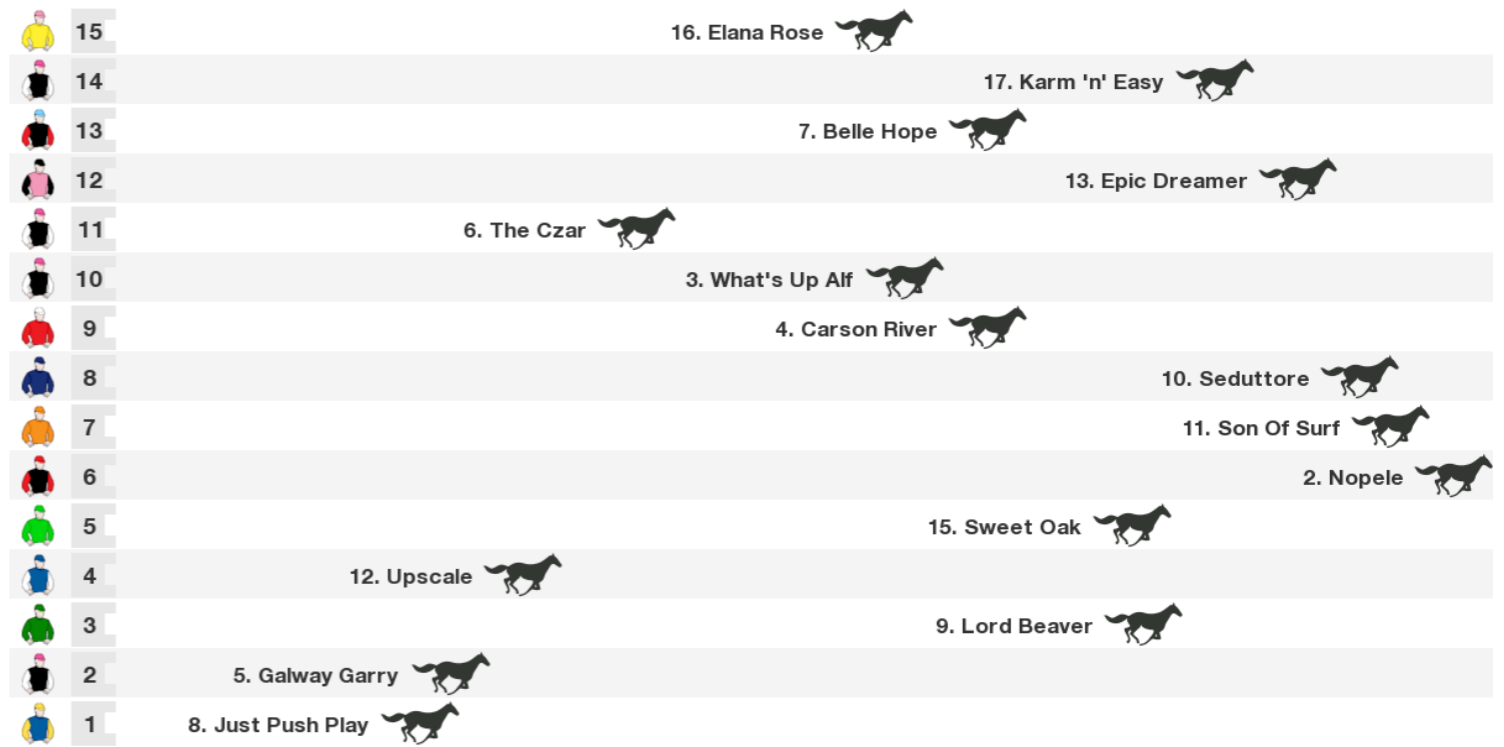 15 16. Elana Rose
14 17. Karm 'n' Easy
13 7. Belle Hope
12 13. Epic Dreamer
11 6. The Czar
10 3. What's Up Alf
9 4. Carson River
8 10. Seduttore
7 11. Son Of Surf
6 2. Nopele
5 15. Sweet Oak
4 12. Upscale
3 9. Lord Beaver
2 5. Galway Garry
1 8. Just Push Play